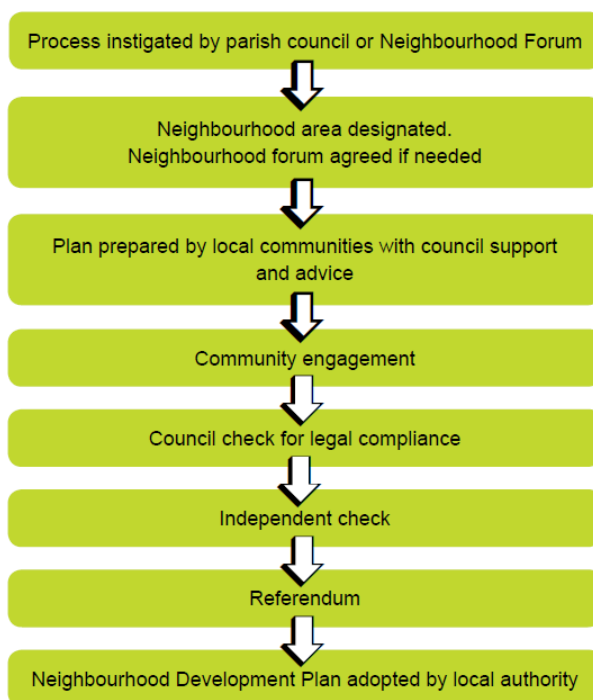 Process instigated by parish council or Neighbourhood Forum
Neighbourhood area designated.
Neighbourhood forum agreed if needed
Plan prepared by local communities with council support
and advice
Community engagement
Council check for legal compliance
Independent check
Referendum
Neighbourhood Development Plan adopted by local authority